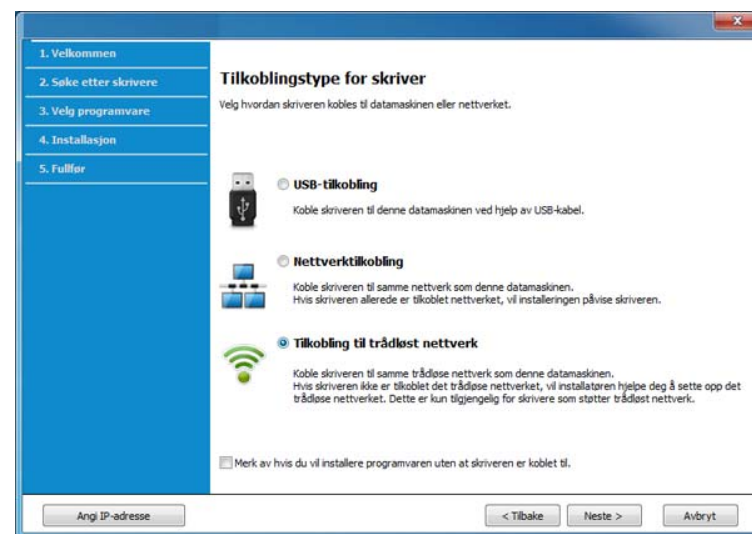 1. Velkommen
2. Søke etter skrivere
3. Velg programvare
4. Installasjon
5. Fullfør
Tilkoblingstype for skriver
Velg hvordan skriveren kobles til datamaskinen eller nettverket.
USB-tilkobling
Koble skriveren til denne datamaskinen ved hjelp av USB-kabel.
Nettverktilkobling
Koble skriveren til samme nettverk som denne datamaskinen.
Hvis skriveren allerede er tilkoblet nettverket, vil installeringen påvise skriveren.
Tilkobling til trådløst nettverk
Koble skriveren til samme trådløse nettverk som denne datamaskinen.
Hvis skriveren ikke er tilkoblet det trådløse nettverket, vil installatøren hjelpe deg å sette opp det
trådløse nettverket. Dette er kun tilgjengelig for skrivere som støtter trådløst nettverk.
Merk av hvis du vil installere programvaren uten at skriveren er koblet til.
Angi IP-adresse
< Tilbake
Neste >
Avbryt